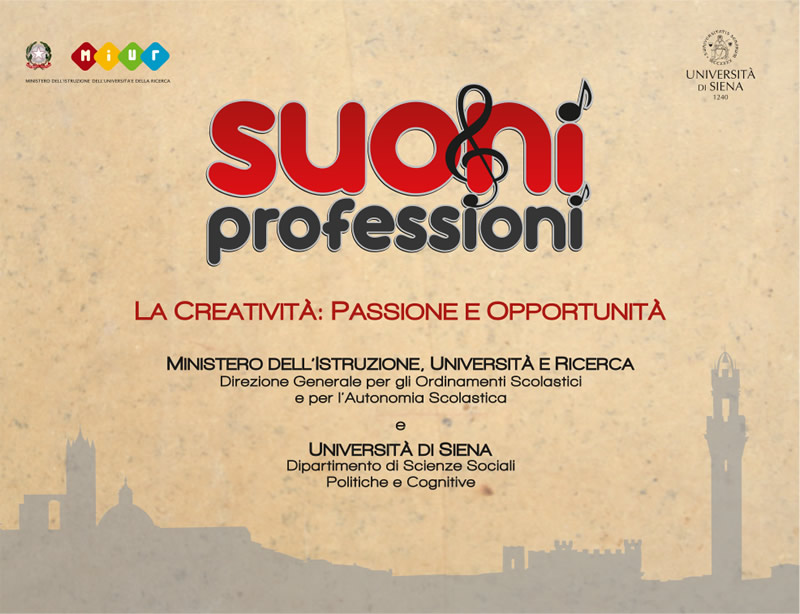 miur
MINISTERO DELL'ISTRUZIONE DELL'UNIVERSITÀ E DELLA RICERCA
UNIVERSITÀ
DI SIENA
1240
suoni
professioni
LA CREATIVITÀ: PASSIONE E OPPORTUNITÀ
MINISTERO DELL'ISTRUZIONE, UNIVERSITÀ E RICERCA
Direzione Generale per gli Ordinamenti Scolastici
e per l'Autonomia Scolastica
e
UNIVERSITÀ DI SIENA
Dipartimento di Scienze Sociali
Politiche e Cognitive